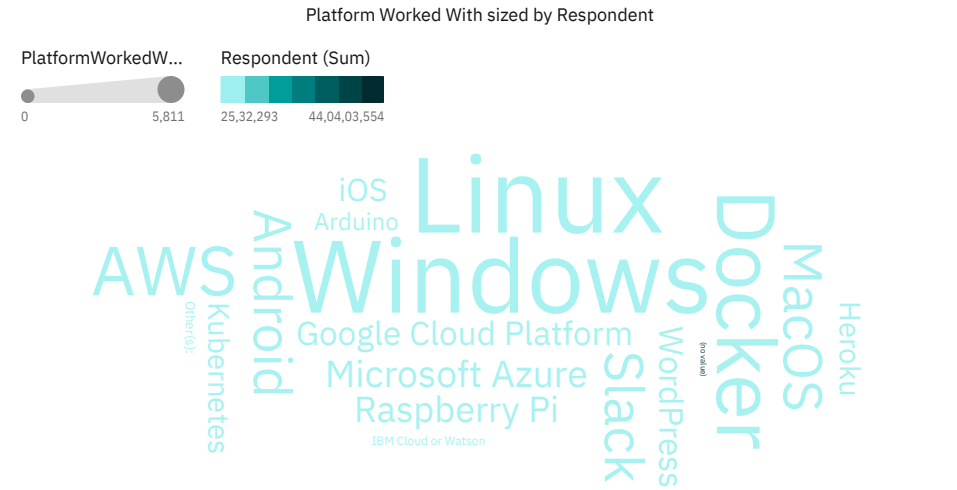 Platform Worked With sized by Respondent
PlatformWorkedW...
Respondent (Sum)
0
5,811
25,32,293
44,04,03,554
Linux
iOS
Arduino
Windows
AWS
Android
Docker
MacOS
Heroku
Other(s):
Kubernetes
Google Cloud Platform
WordPress
(no value)
Slack
Microsoft Azure
Raspberry Pi
IBM Cloud or Watson